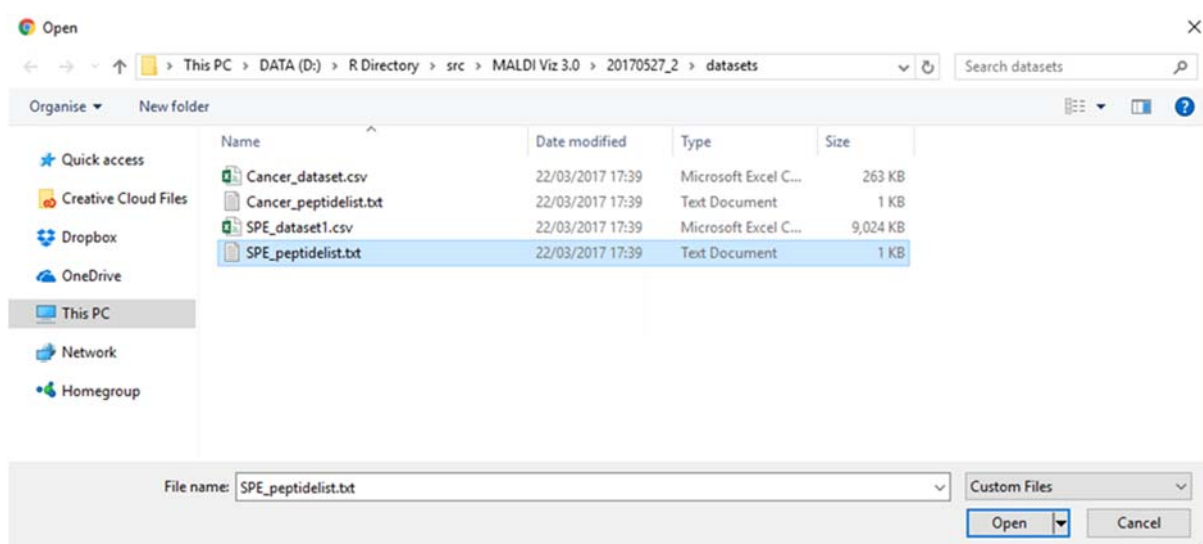 Open
This PC > DATA (D:) > R Directory > src > MALDI Viz 3.0 > 20170527_2 > datasets
Search datasets
Organise
New folder
Name Date modified Type Size
Quick access
Creative Cloud Files
Dropbox
OneDrive
This PC
Network
Homegroup
Cancer_dataset.csv 22/03/2017 17:39 Microsoft Excel C... 263 KB
Cancer_peptidelist.txt 22/03/2017 17:39 Text Document 1 KB
SPE_dataset1.csv 22/03/2017 17:39 Microsoft Excel C... 9,024 KB
SPE_peptidelist.txt 22/03/2017 17:39 Text Document 1 KB
File name: SPE_peptidelist.txt
Custom Files
Open
Cancel